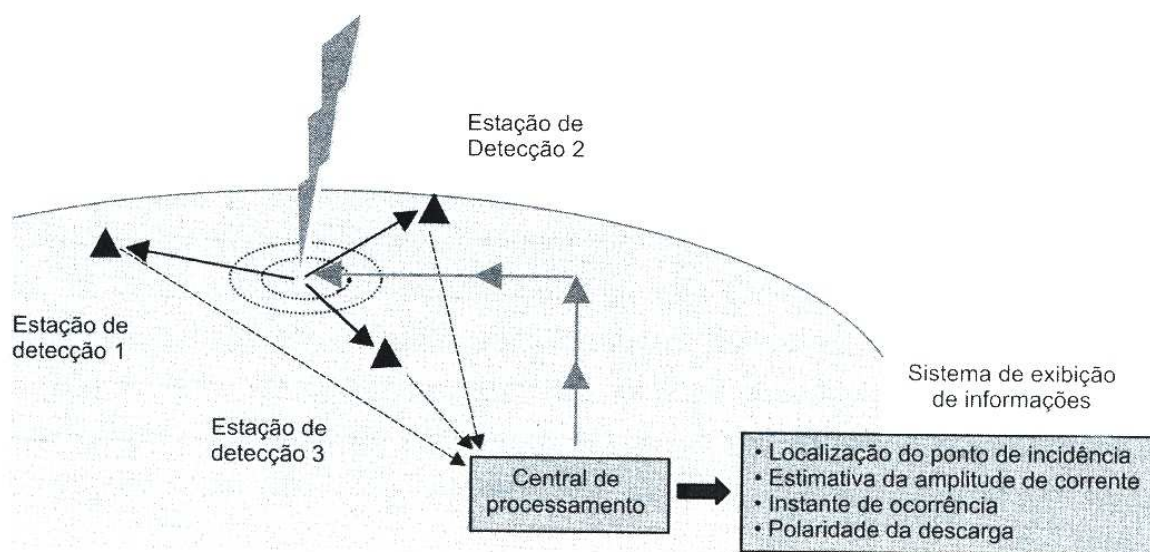 Estação de
Detecção 2
Estação de
detecção 1
Sistema de exibição
de informações
Estação de
detecção 3
Central de
processamento
• Localização do ponto de incidência
• Estimativa da amplitude de corrente
• Instante de ocorrência
• Polaridade da descarga